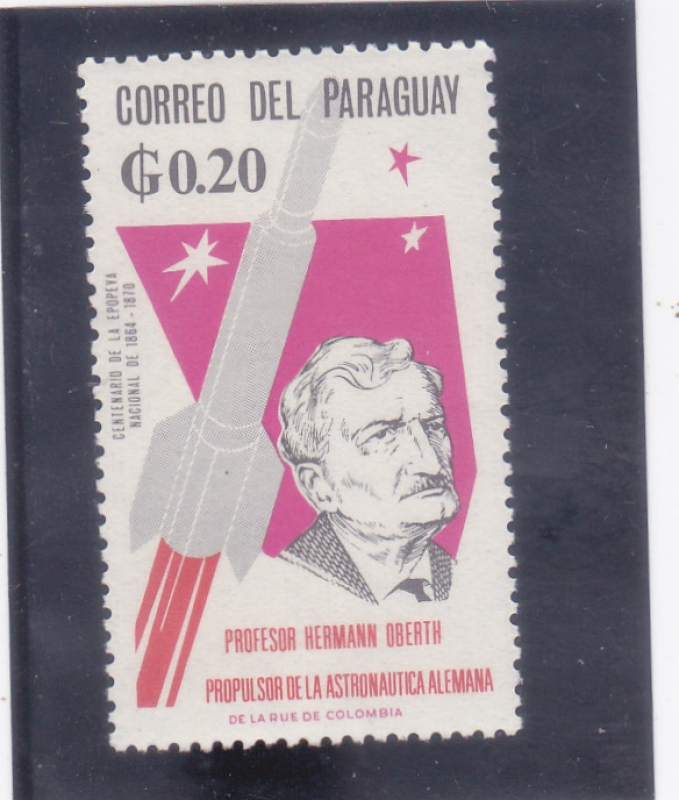 CORREO DEL PARAGUAY
₲0.20
CENTENARIO DE LA EPOPEYA
NACIONAL DE 1864-1870
PROFESOR HERMANN OBERTH
PROPULSOR DE LA ASTRONAUTICA ALEMANA
DE LA RUE DE COLOMBIA